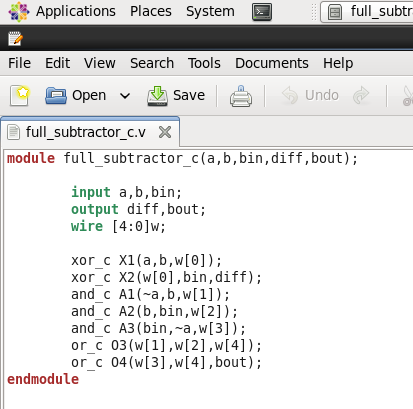 Applications Places System full_subtr
File Edit View Search Tools Documents Help
Open Save Undo
full_subtractor_c.v
module full_subtractor_c(a,b,bin,diff,bout);
input a,b,bin;
output diff,bout;
wire [4:0]w;
xor_c X1(a,b,w[0]);
xor_c X2(w[0],bin,diff);
and_c A1(~a,b,w[1]);
and_c A2(b,bin,w[2]);
and_c A3(bin,~a,w[3]);
or_c O3(w[1],w[2],w[4]);
or_c O4(w[3],w[4],bout);
endmodule